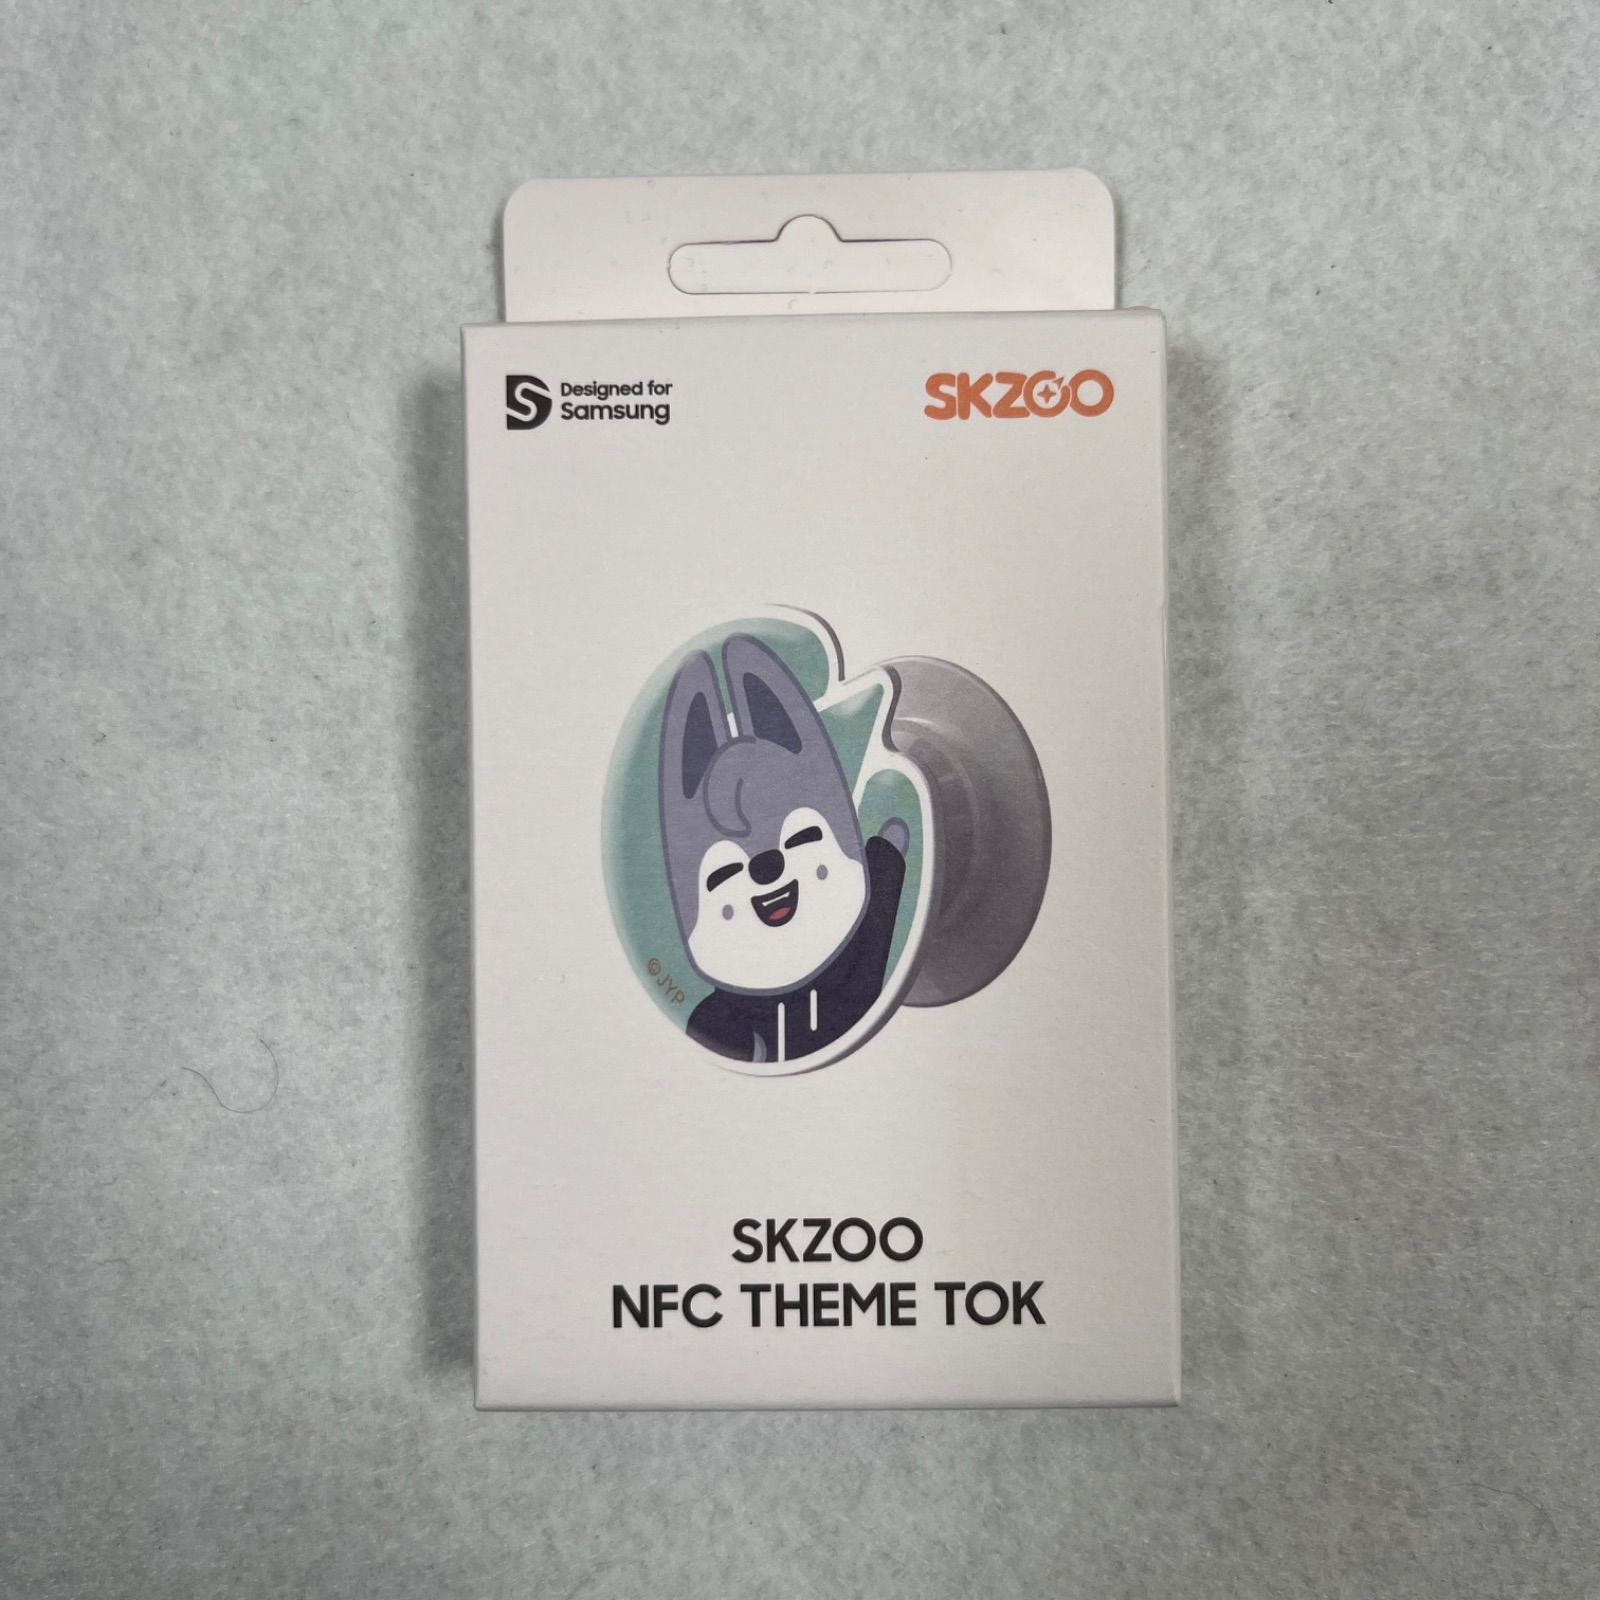 Designed for
Samsung
SKZOO
©JYP
SKZOO
NFC THEME TOK